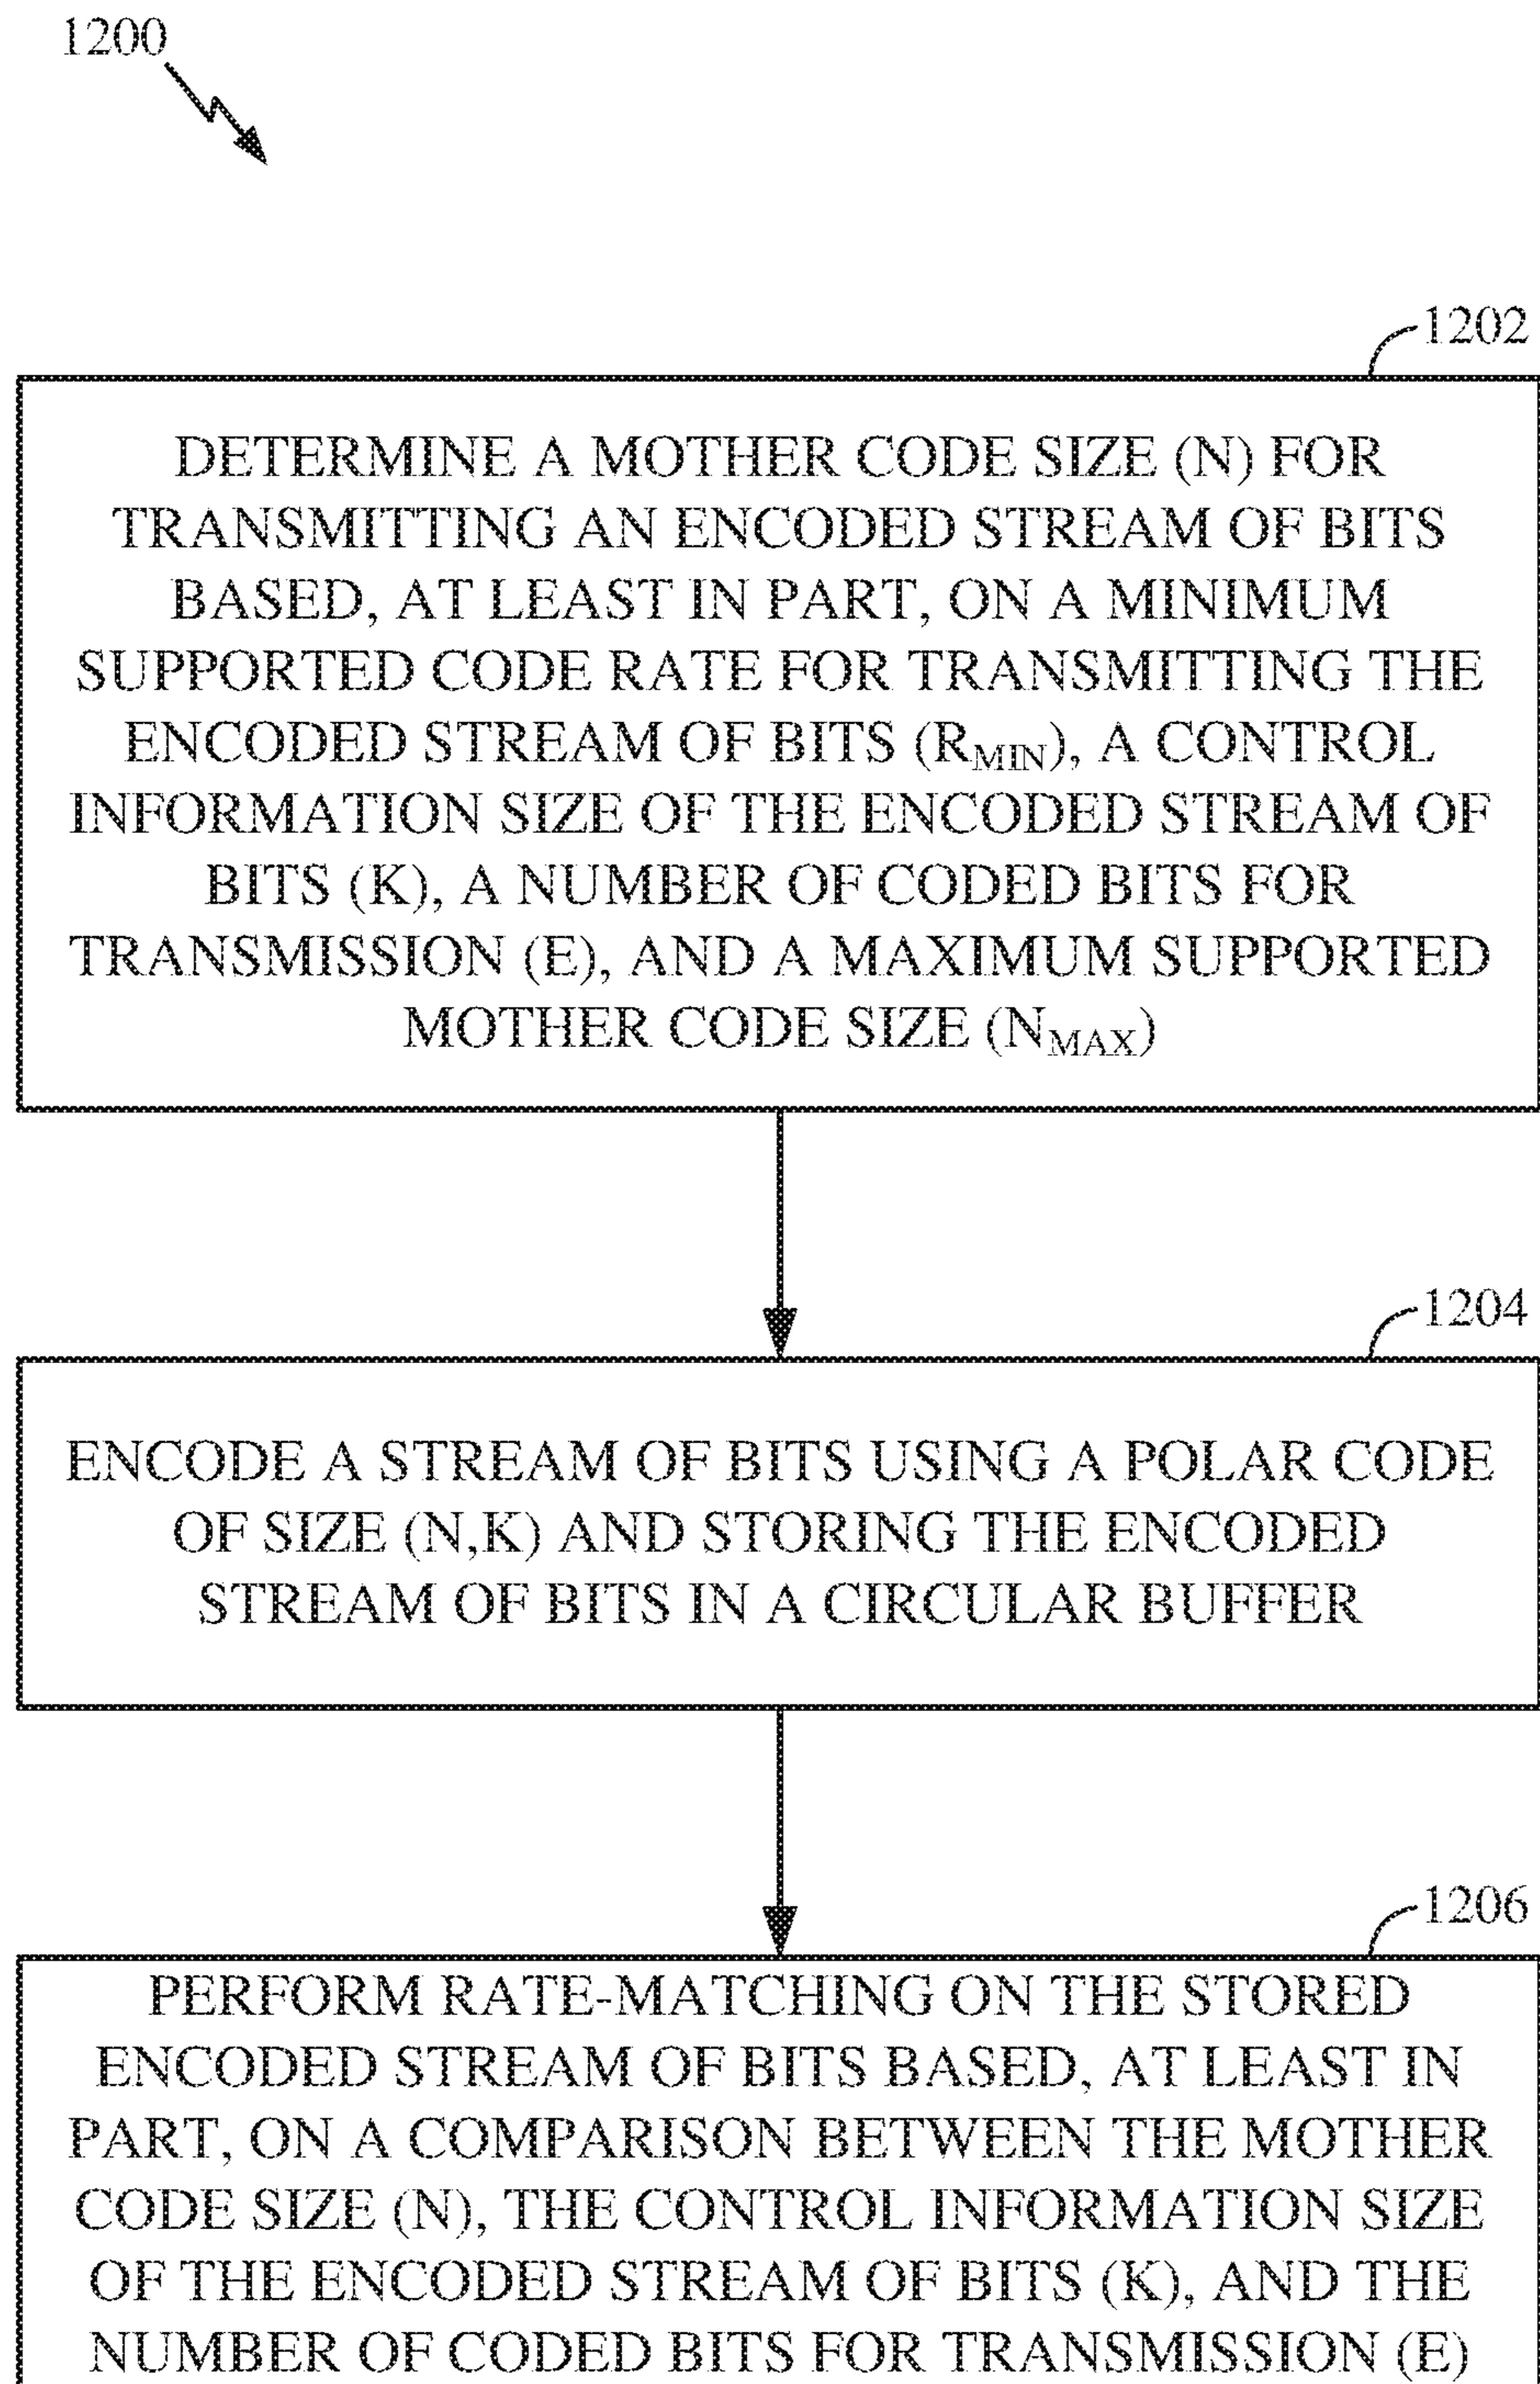 1200
1202
DETERMINE A MOTHER CODE SIZE (N) FOR
TRANSMITTING AN ENCODED STREAM OF BITS
BASED, AT LEAST IN PART, ON A MINIMUM
SUPPORTED CODE RATE FOR TRANSMITTING THE
ENCODED STREAM OF BITS (RMIN), A CONTROL
INFORMATION SIZE OF THE ENCODED STREAM OF
BITS (K), A NUMBER OF CODED BITS FOR
TRANSMISSION (E), AND A MAXIMUM SUPPORTED
MOTHER CODE SIZE (NMAX)
1204
ENCODE A STREAM OF BITS USING A POLAR CODE
OF SIZE (N,K) AND STORING THE ENCODED
STREAM OF BITS IN A CIRCULAR BUFFER
1206
PERFORM RATE-MATCHING ON THE STORED
ENCODED STREAM OF BITS BASED, AT LEAST IN
PART, ON A COMPARISON BETWEEN THE MOTHER
CODE SIZE (N), THE CONTROL INFORMATION SIZE
OF THE ENCODED STREAM OF BITS (K), AND THE
NUMBER OF CODED BITS FOR TRANSMISSION (E)